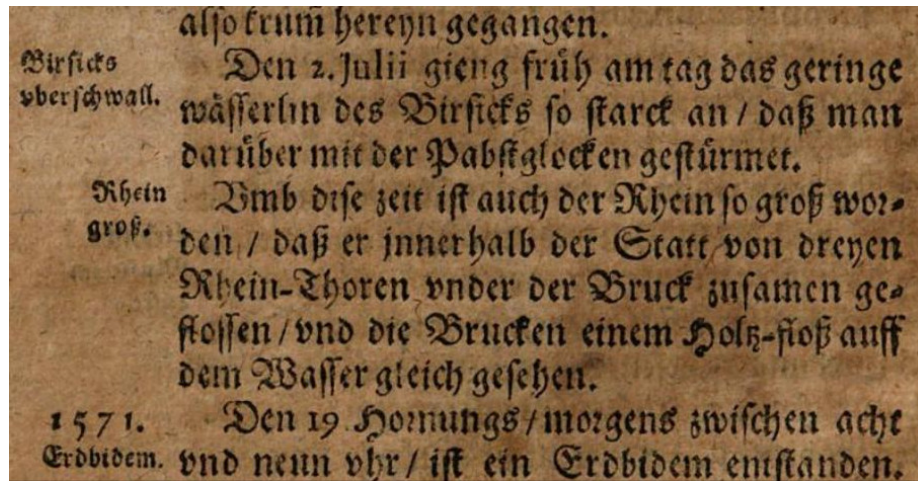 also krum̃ hereyn gegangen.
Birsicks
vberschwall.
Den 2. Julii gieng früh am tag das geringe
wässerlin des Birsicks so starck an / daß man
darüber mit der Pabstglocken gestürmet.
Rhein
groß.
Vmb dise zeit ist auch der Rhein so groß wor-
den / daß er jnnerhalb der Statt von dreyen
Rhein-Thoren vnder der Bruck zusamen ge-
flossen / vnd die Brucken einem Holtz-floß auff
dem Wasser gleich gesehen.
1571.
Erdbidem.
Den 19 Hornungs / morgens zwischen acht
vnd neun vhr / ist ein Erdbidem entstanden.